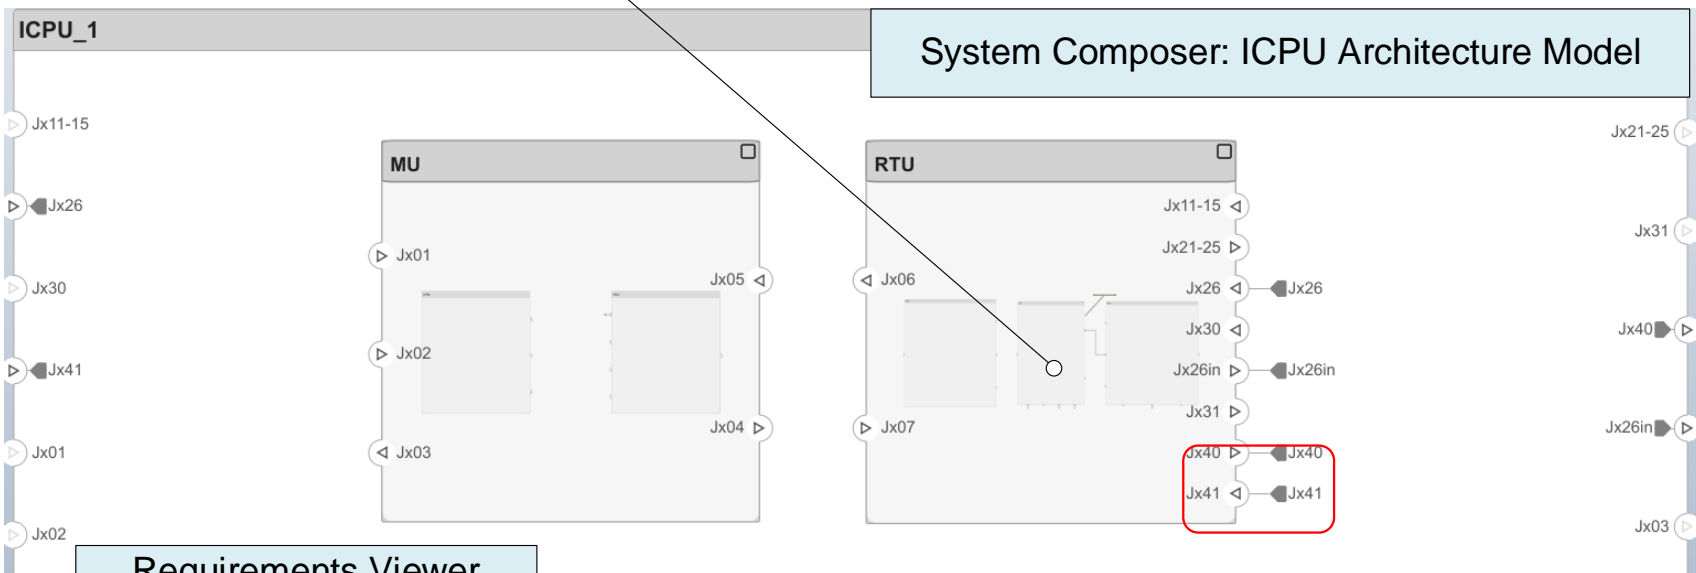 ICPU_1
System Composer: ICPU Architecture Model
Jx11-15
Jx26
Jx30
Jx41
Jx01
Jx02
MU
Jx01
Jx02
Jx03
Jx05
Jx04
RTU
Jx06
Jx07
Jx11-15
Jx21-25
Jx26
Jx30
Jx26in
Jx31
Jx40
Jx41
Jx26
Jx26in
Jx40
Jx41
Jx21-25
Jx31
Jx40
Jx26in
Jx03
Requirements Viewer